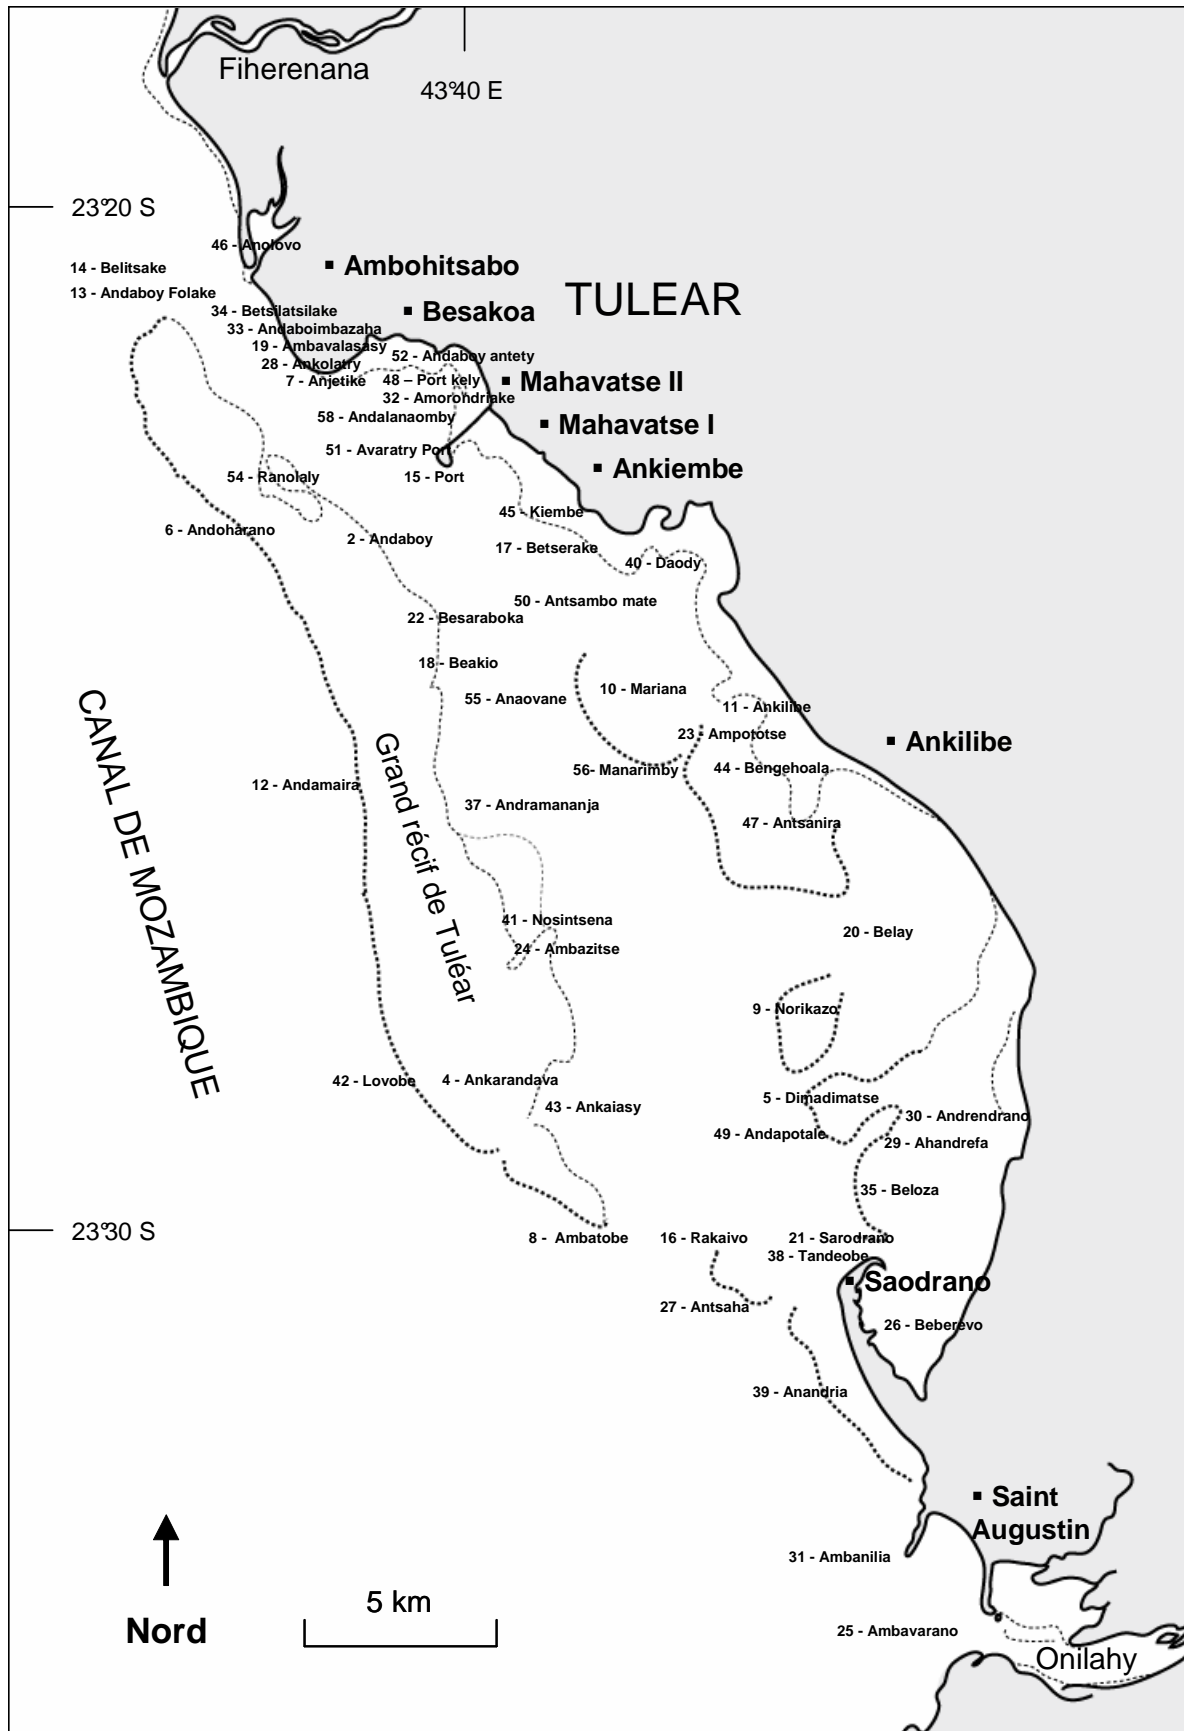 Fiherenana
43°40 E
23°20 S
46 - Anolovo
14 - Belitsake
▪ Ambohitsabo
13 - Andaboy Folake
TULEAR
34 - Betsilatsilake
▪ Besakoa
33 - Andaboimbazaha
19 - Ambavalasasy
52 - Andaboy antety
28 - Ankolatry
7 - Anjetike
48 – Port kely
▪ Mahavatse II
32 - Amorondriake
58 - Andalanaomby
▪ Mahavatse I
51 - Avaratry Port
▪ Ankiembe
54 - Ranolaly
15 - Port
45 - Kiembe
6 - Andoharano
2 - Andaboy
17 - Betserake
40 - Daody
50 - Antsambo mate
22 - Besaraboka
18 - Beakio
10 - Mariana
55 - Anaovane
11 - Ankilibe
23 - Ampototse
▪ Ankilibe
56- Manarimby
44 - Bengehoala
12 - Andamaira
37 - Andramananja
47 - Antsanira
CANAL DE MOZAMBIQUE
Grand récif de Tuléar
41 - Nosintsena
20 - Belay
24 - Ambazitse
9 - Norikazo
42 - Lovobe
4 - Ankarandava
5 - Dimadimatse
43 - Ankaiasy
30 - Andrendrano
49 - Andapotale
29 - Ahandrefa
35 - Beloza
23°30 S
8 - Ambatobe
16 - Rakaivo
21 - Sarodrano
38 - Tandeobe
▪ Saodrano
27 - Antsaha
26 - Beberevo
39 - Anandria
▪ Saint
Augustin
31 - Ambanilia
5 km
Nord
25 - Ambavarano
Onilahy